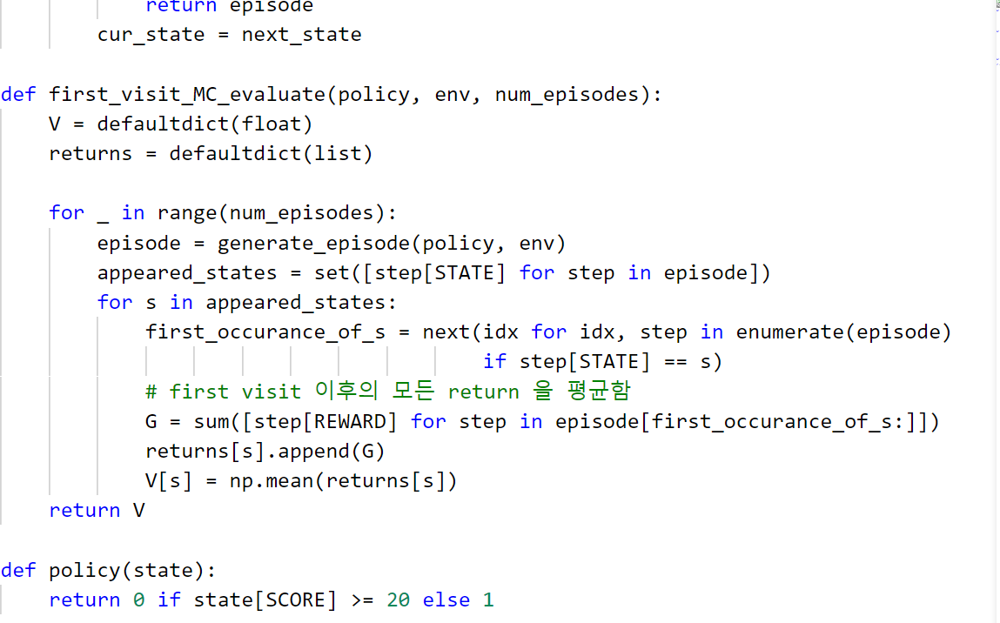 return episode
cur_state = next_state
def first_visit_MC_evaluate(policy, env, num_episodes):
V = defaultdict(float)
returns = defaultdict(list)
for _ in range(num_episodes):
episode = generate_episode(policy, env)
appeared_states = set([step[STATE] for step in episode])
for s in appeared_states:
first_occurance_of_s = next(idx for idx, step in enumerate(episode)
if step[STATE] == s)
# first visit 이후의 모든 return 을 평균함
G = sum([step[REWARD] for step in episode[first_occurance_of_s:]])
returns[s].append(G)
V[s] = np.mean(returns[s])
return V
def policy(state):
return 0 if state[SCORE] >= 20 else 1